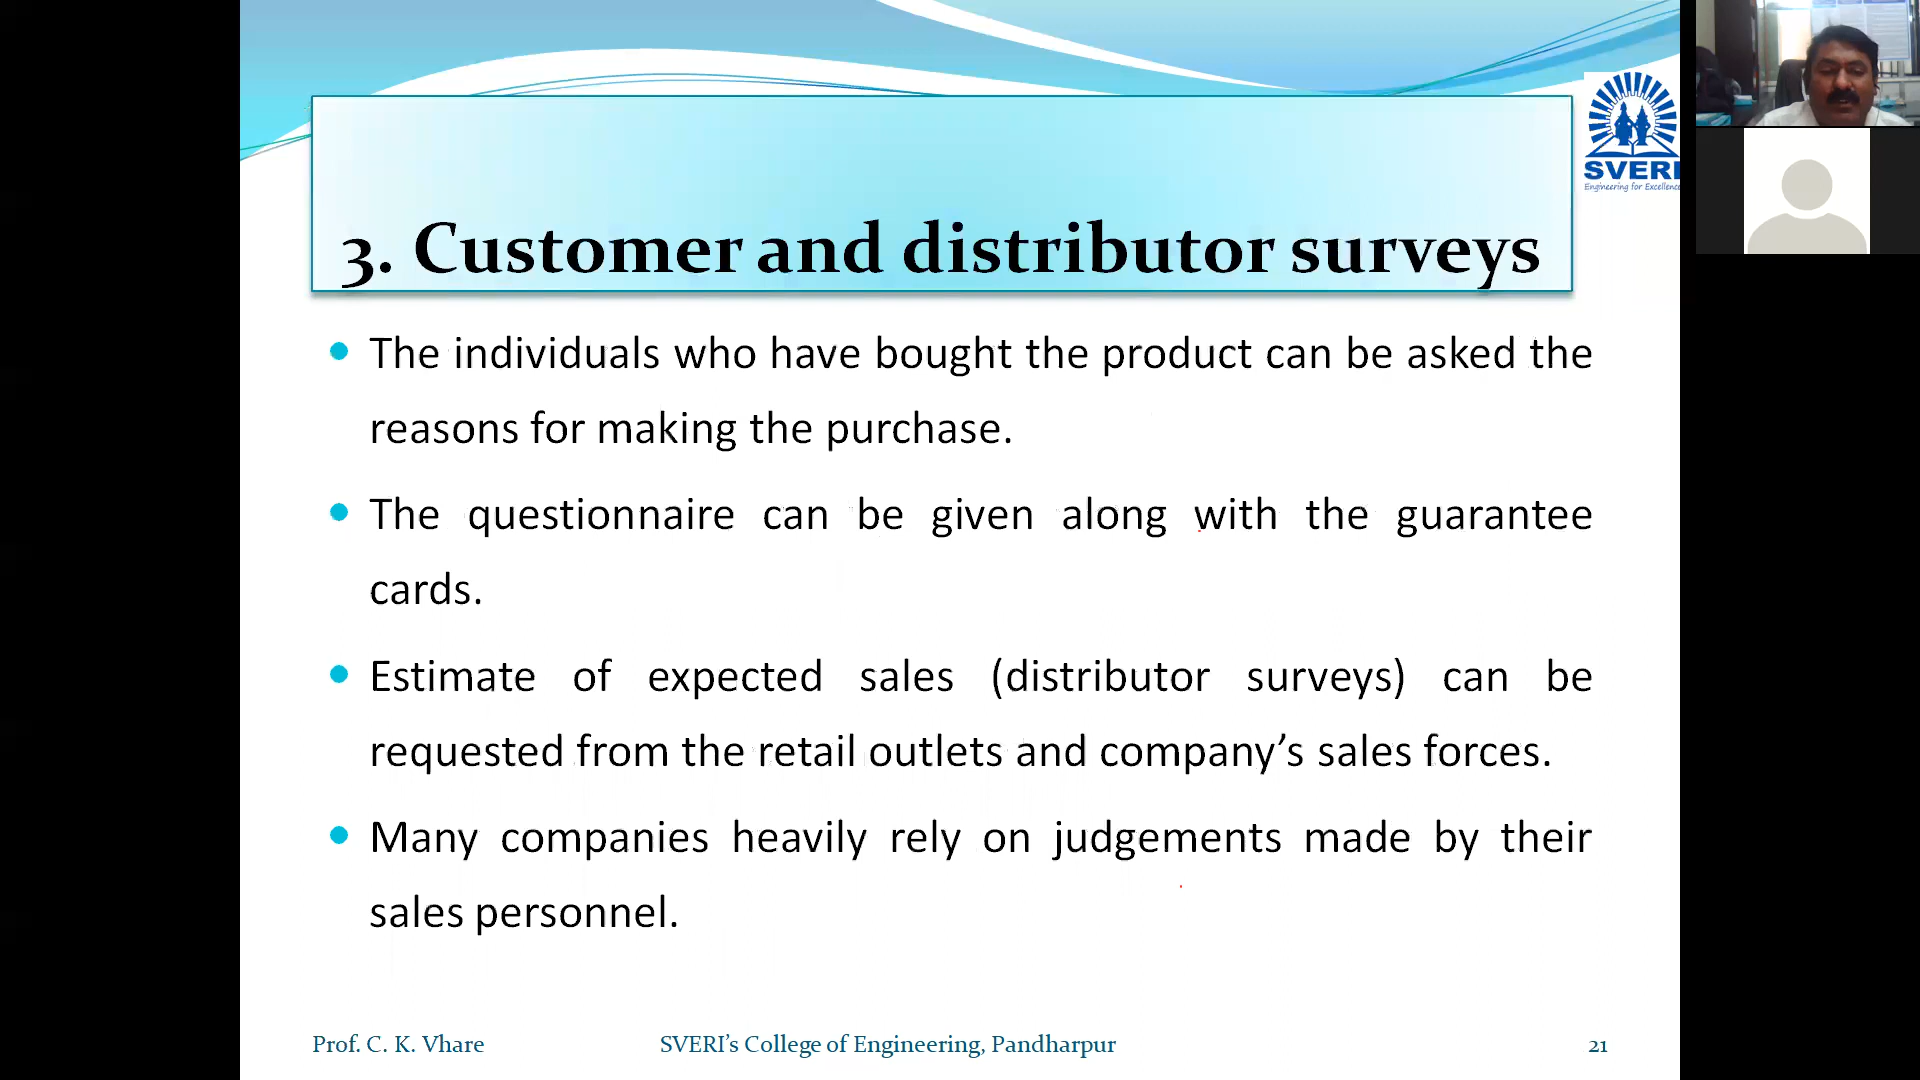 3. Customer and distributor surveys
SVERI
Engineering for Excellence
• The individuals who have bought the product can be asked the
reasons for making the purchase.
• The questionnaire can be given along with the guarantee
cards.
• Estimate of expected sales (distributor surveys) can be
requested from the retail outlets and company’s sales forces.
• Many companies heavily rely on judgements made by their
sales personnel.
Prof. C. K. Vhare
SVERI’s College of Engineering, Pandharpur
21